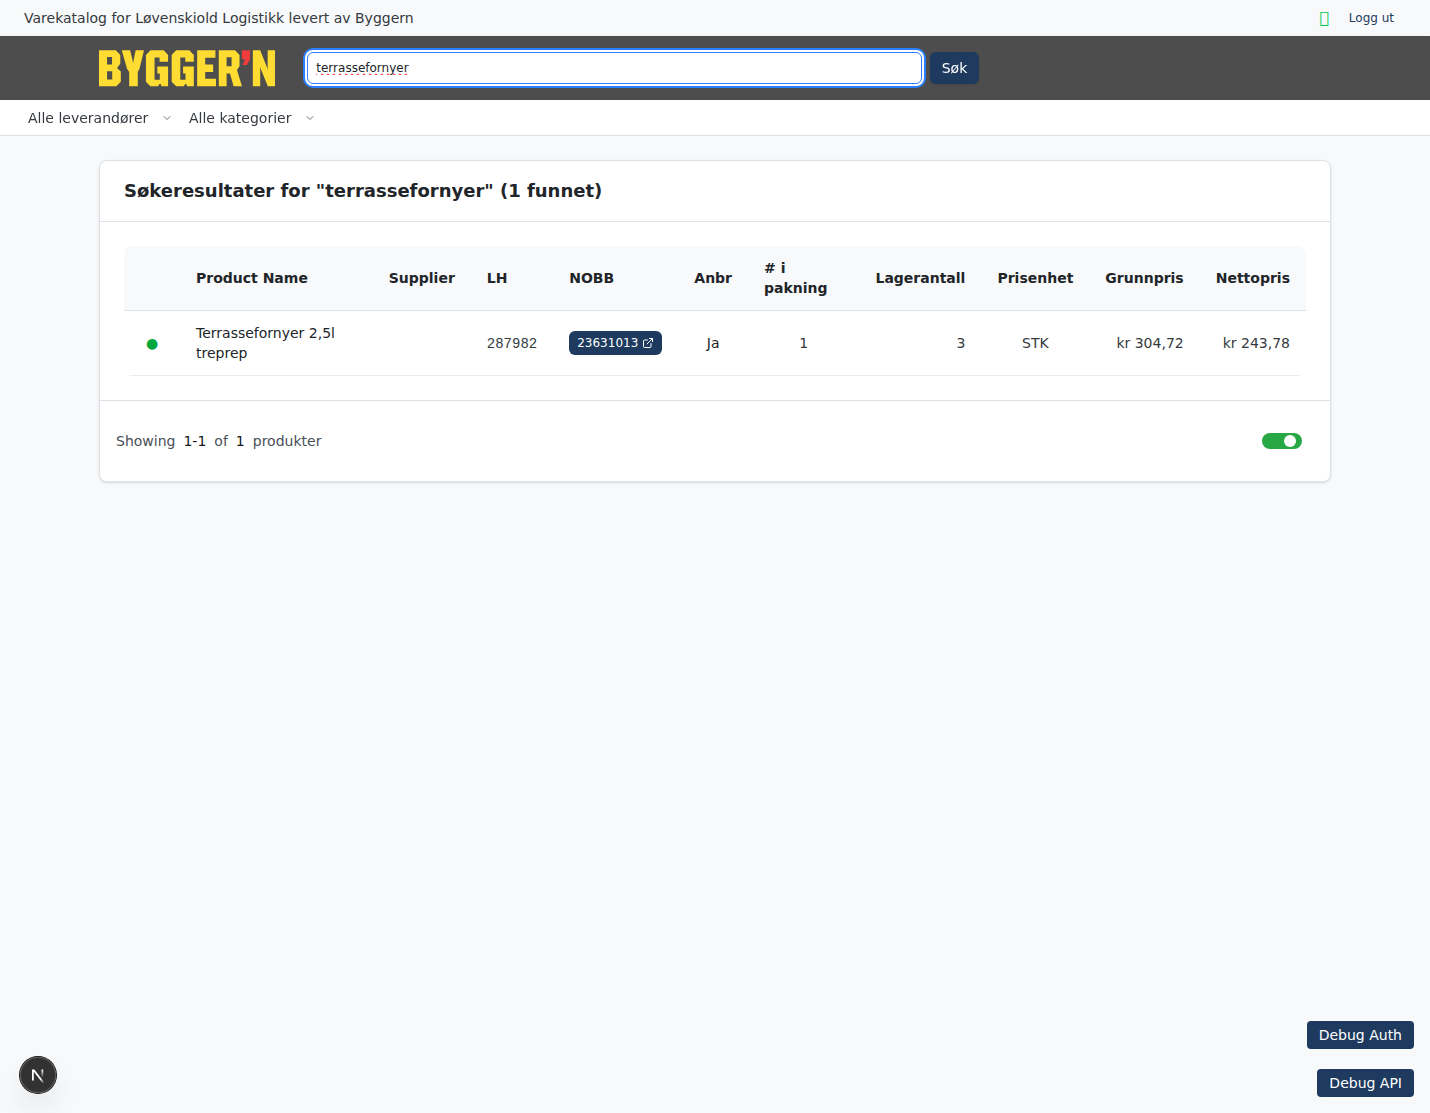 Varekatalog for Løvenskiold Logistikk levert av Byggern
Logg ut
BYGGER'N
terrassefornyer
Søk
Alle leverandører
Alle kategorier
Søkeresultater for "terrassefornyer" (1 funnet)
Product Name
Supplier
LH
NOBB
Anbr
# i
pakning
Lagerantall
Prisenhet
Grunnpris
Nettopris
Terrassefornyer 2,5l
treprep
287982
23631013
Ja
1
3
STK
kr 304,72
kr 243,78
Showing 1-1 of 1 produkter
Debug Auth
N
Debug API